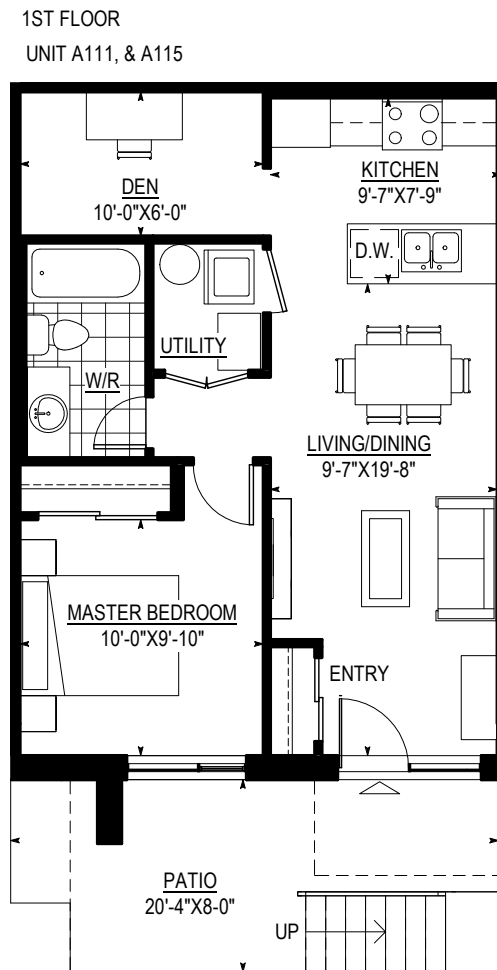 1ST FLOOR
UNIT A111, & A115
DEN
10'-0"X6'-0"
KITCHEN
9'-7"X7'-9"
D.W.
UTILITY
W/R
LIVING/DINING
9'-7"X19'-8"
MASTER BEDROOM
10'-0"X9'-10"
ENTRY
PATIO
20'-4"X8-0"
UP